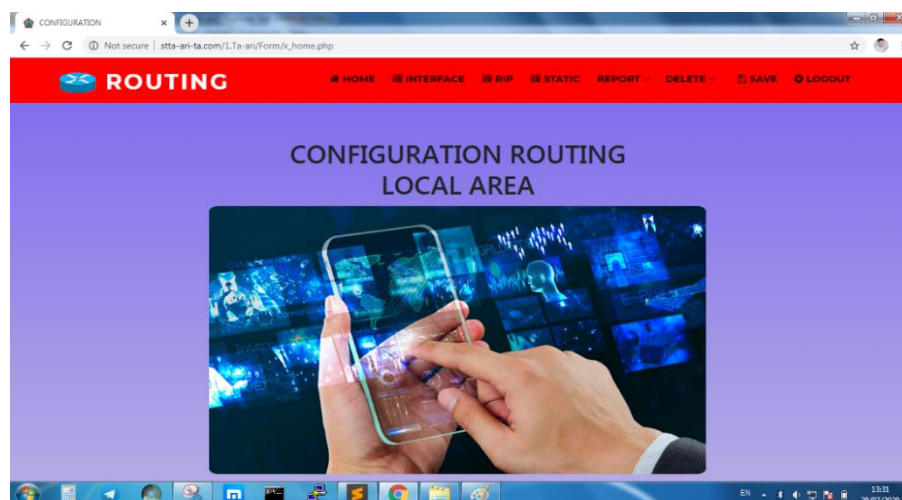 CONFIGURATION
Not secure | stta-ari-ta.com/1.Ta-ari/Form/x_home.php
ROUTING
HOME INTERFACE RIP STATIC REPORT DELETE SAVE LOGOUT
CONFIGURATION ROUTING
LOCAL AREA
WORLD
EN
13:31